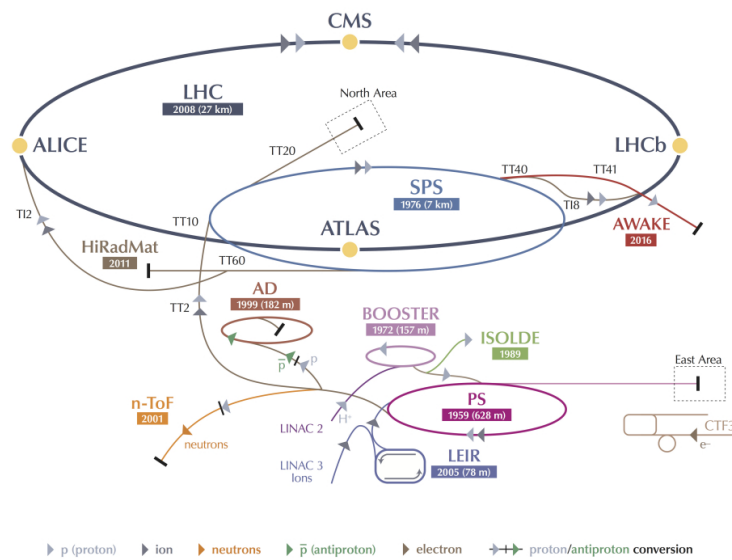 CMS
LHC
2008 (27 km)
North Area
ALICE
TT20
LHCb
TT40
TT41
SPS
1976 (7 km)
TI8
TI2
TT10
ATLAS
AWAKE
2016
HiRadMat
2011
TT60
AD
1999 (182 m)
TT2
BOOSTER
1972 (157 m)
ISOLDE
1989
p̅
p
East Area
n-ToF
2001
PS
1959 (628 m)
H⁺
neutrons
LINAC 2
CTF3
e–
LINAC 3
Ions
LEIR
2005 (78 m)
p (proton)
ion
neutrons
p̅ (antiproton)
electron
proton/antiproton conversion